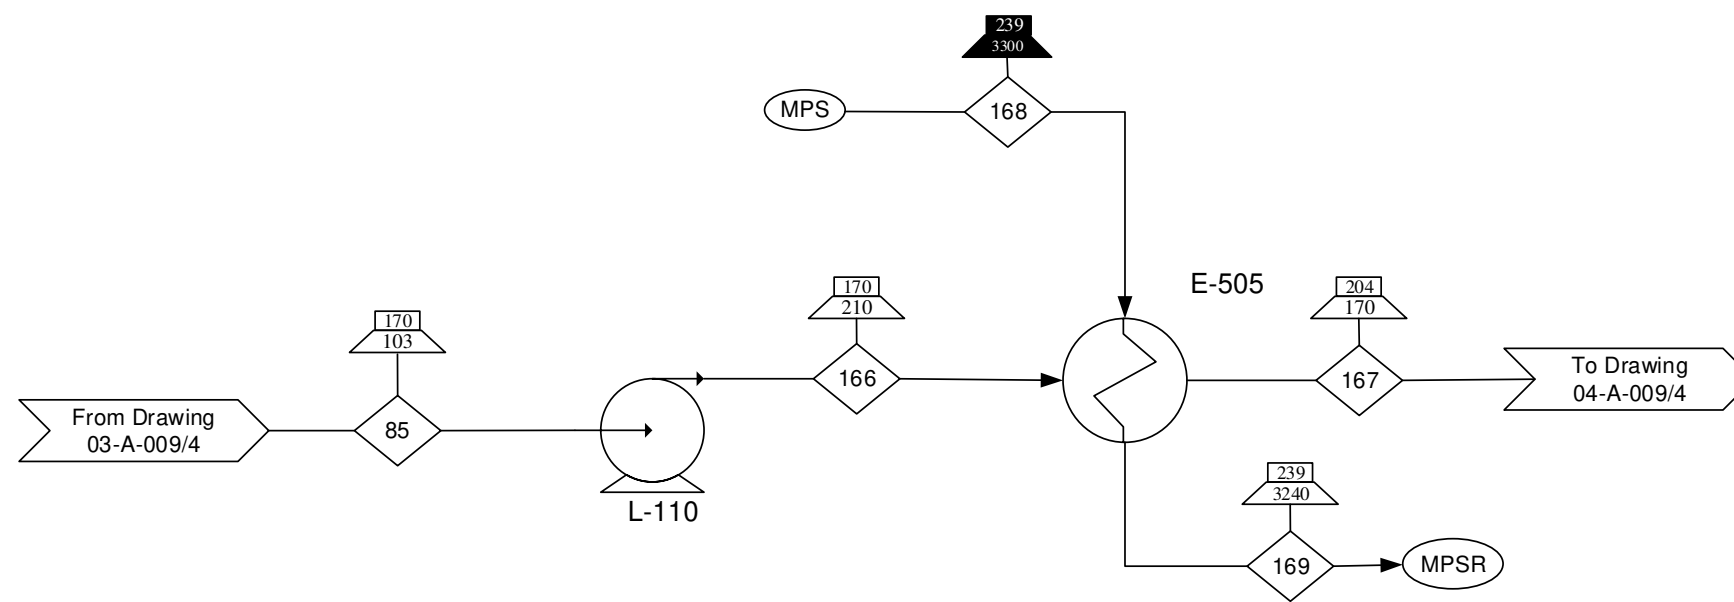 239
3300
MPS
168
E-505
170
210
204
170
170
103
166
167
To Drawing
04-A-009/4
From Drawing
03-A-009/4
85
L-110
239
3240
169
MPSR